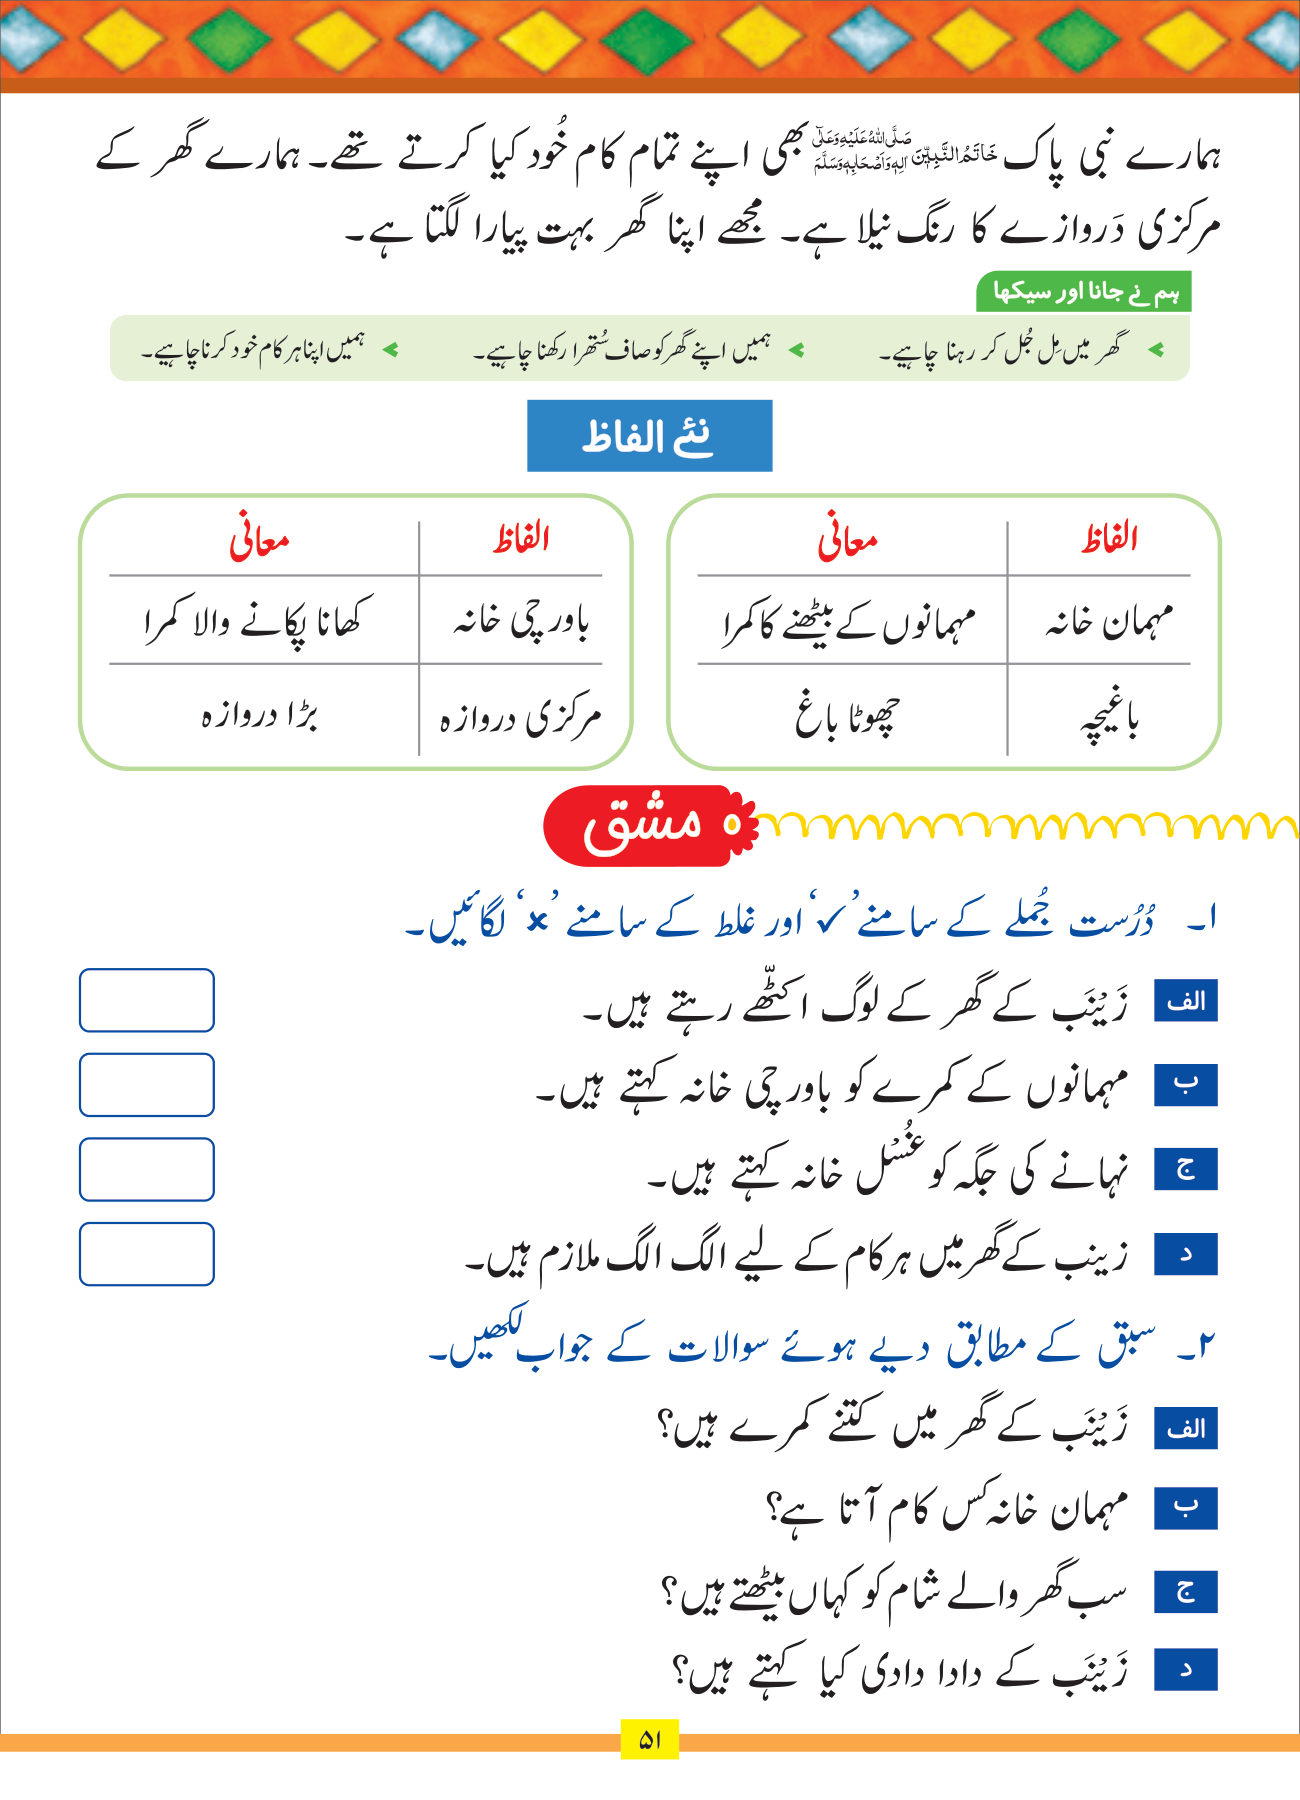 ہمارے نبی پاک خَاتَمُ النَّبِیّٖنَ صَلَّی اللّٰہُ عَلَیْہِ وَعَلٰٓی اٰلِہٖ وَاَصْحَابِہٖ وَسَلَّمَ بھی اپنے تمام کام خُود کیا کرتے تھے۔ ہمارے گھر کے
مرکزی دَروازے کا رنگ نیلا ہے۔ مجھے اپنا گھر بہت پیارا لگتا ہے۔
ہم نے جانا اور سیکھا
گھر میں مِل جُل کر رہنا چاہیے۔ ہمیں اپنے گھر کو صاف سُتھرا رکھنا چاہیے۔ ہمیں اپنا ہر کام خود کرنا چاہیے۔
نئے الفاظ
الفاظ معانی
مہمان خانہ مہمانوں کے بیٹھنے کا کمرا
باغیچہ چھوٹا باغ
الفاظ معانی
باورچی خانہ کھانا پکانے والا کمرا
مرکزی دروازہ بڑا دروازہ
مشق
۱۔ دُرُست جُملے کے سامنے ’✓‘ اور غلط کے سامنے ’✗‘ لگائیں۔
الف زَیْنَب کے گھر کے لوگ اکٹّھے رہتے ہیں۔
ب مہمانوں کے کمرے کو باورچی خانہ کہتے ہیں۔
ج نہانے کی جگہ کو غُسْل خانہ کہتے ہیں۔
د زینب کے گھر میں ہر کام کے لیے الگ الگ ملازم ہیں۔
۲۔ سبق کے مطابق دیے ہوئے سوالات کے جواب لکھیں۔
الف زَیْنَب کے گھر میں کتنے کمرے ہیں؟
ب مہمان خانہ کس کام آتا ہے؟
ج سب گھر والے شام کو کہاں بیٹھتے ہیں؟
د زَیْنَب کے دادا دادی کیا کہتے ہیں؟
۵۱